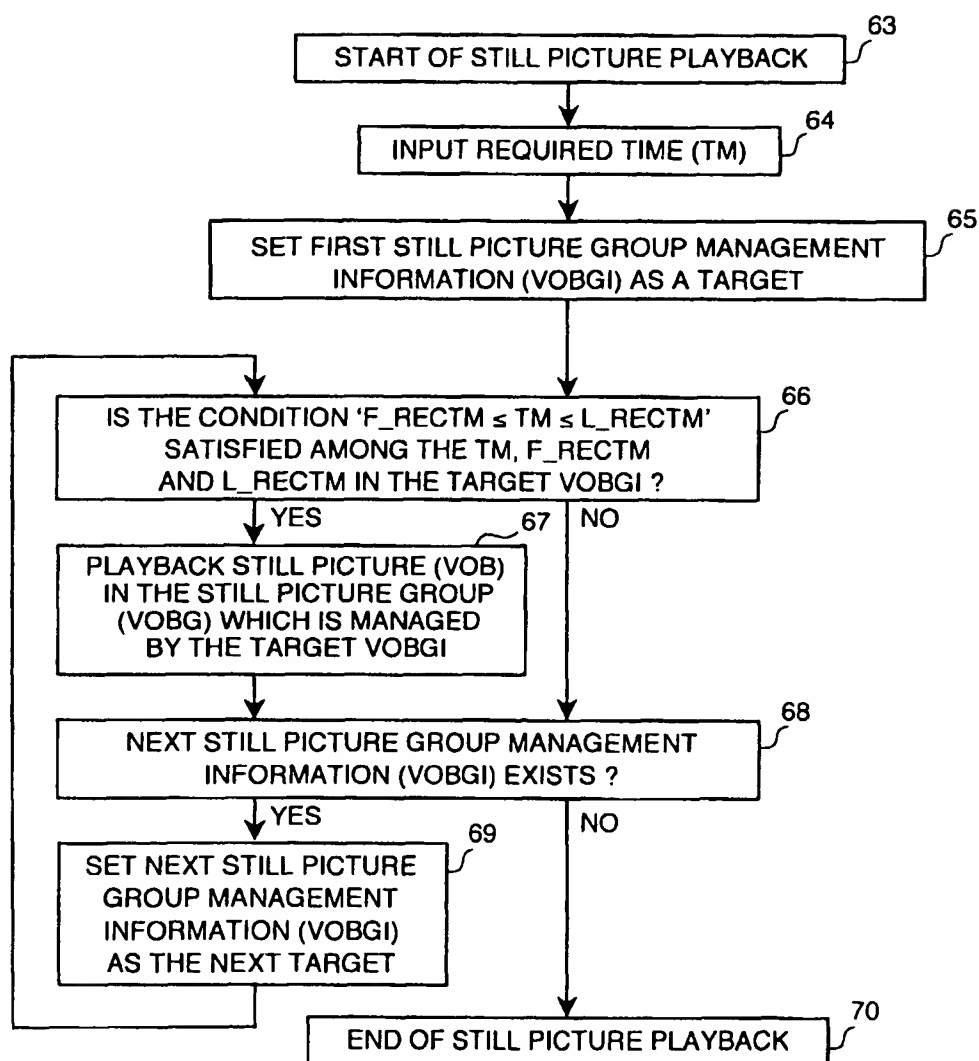 63
START OF STILL PICTURE PLAYBACK
64
INPUT REQUIRED TIME (TM)
65
SET FIRST STILL PICTURE GROUP MANAGEMENT
INFORMATION (VOBGI) AS A TARGET
66
IS THE CONDITION 'F_RECTM ≤ TM ≤ L_RECTM'
SATISFIED AMONG THE TM, F_RECTM
AND L_RECTM IN THE TARGET VOBGI ?
YES
67
NO
PLAYBACK STILL PICTURE (VOB)
IN THE STILL PICTURE GROUP
(VOBG) WHICH IS MANAGED
BY THE TARGET VOBGI
68
NEXT STILL PICTURE GROUP MANAGEMENT
INFORMATION (VOBGI) EXISTS ?
YES
69
NO
SET NEXT STILL PICTURE
GROUP MANAGEMENT
INFORMATION (VOBGI)
AS THE NEXT TARGET
70
END OF STILL PICTURE PLAYBACK